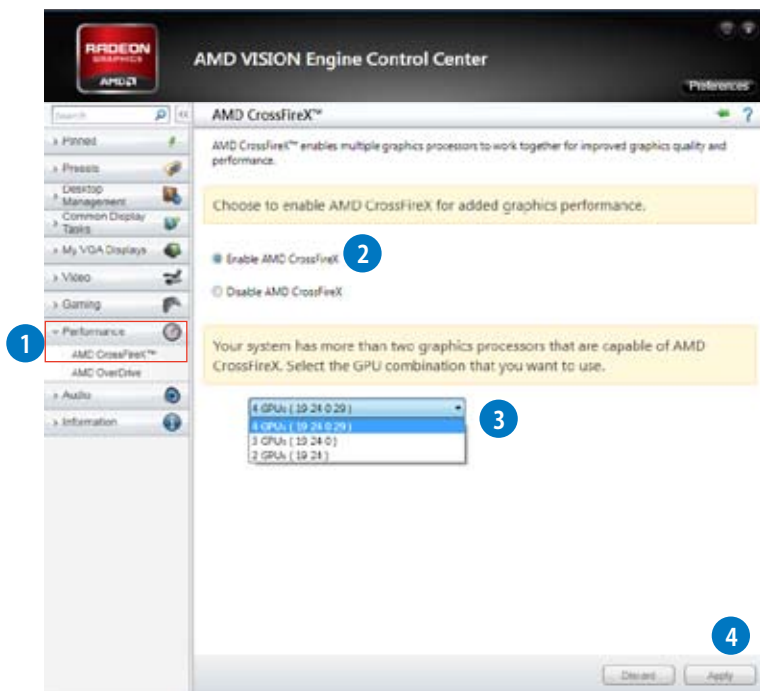 RADEON
GRAPHICS
AMD
AMD VISION Engine Control Center
Preferences
Search
AMD CrossFireX™
?
AMD CrossFireX™ enables multiple graphics processors to work together for improved graphics quality and
performance.
Pinned
Presets
Desktop
Management
Common Display
Tasks
My VGA Displays
Video
Gaming
1
Performance
AMD CrossFireX™
AMD OverDrive
Audio
Information
Choose to enable AMD CrossFireX for added graphics performance.
Enable AMD CrossFireX
2
Disable AMD CrossFireX
Your system has more than two graphics processors that are capable of AMD
CrossFireX. Select the GPU combination that you want to use.
4 GPUs ( 19 24 0 29 )
4 GPUs ( 19 24 0 29 )
3 GPUs ( 19 24 0 )
2 GPUs ( 19 24 )
3
4
Discard
Apply